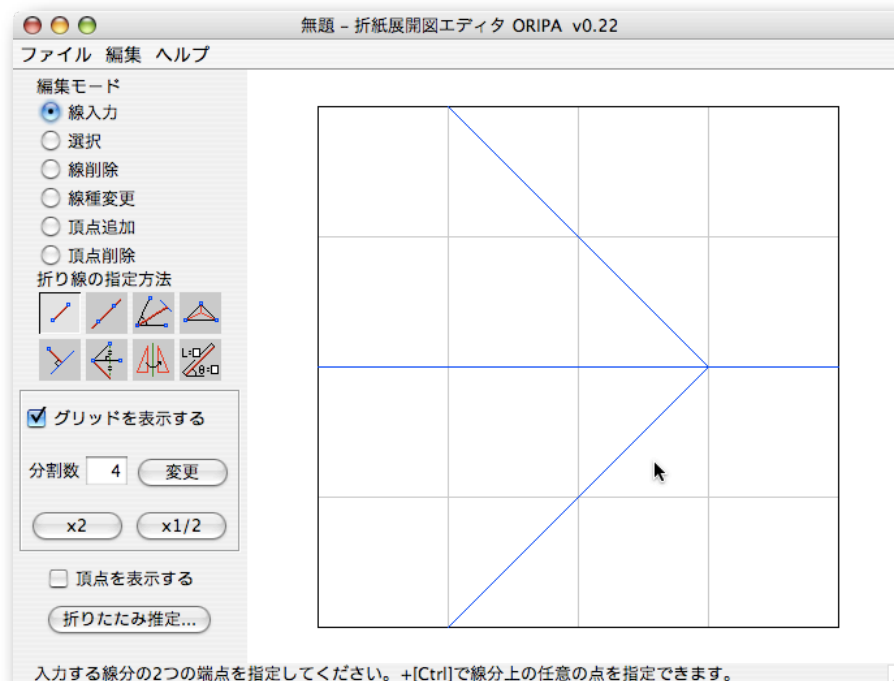 無題 – 折紙展開図エディタ ORIPA v0.22
ファイル 編集 ヘルプ
編集モード
線入力
選択
線削除
線種変更
頂点追加
頂点削除
折り線の指定方法
L=□
θ=□
グリッドを表示する
分割数 4 変更
x2 x1/2
頂点を表示する
折りたたみ推定...
入力する線分の2つの端点を指定してください。+[Ctrl]で線分上の任意の点を指定できます。